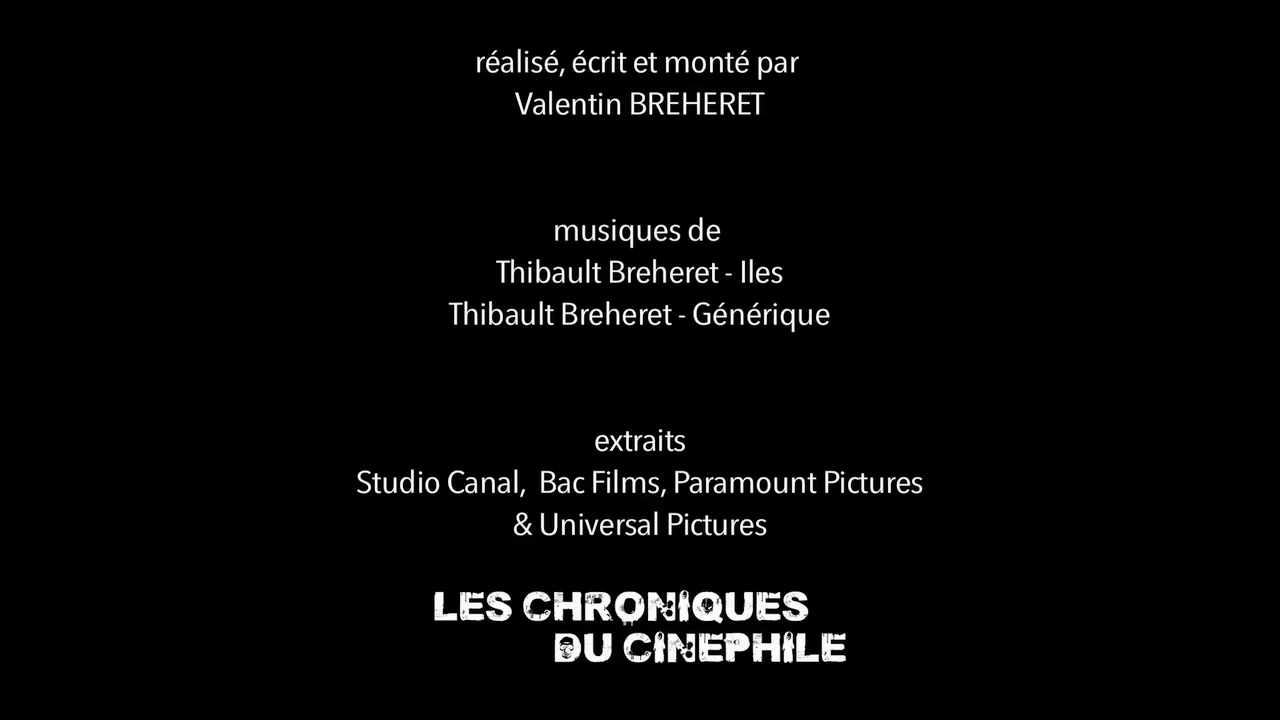 réalisé, écrit et monté par
Valentin BREHERET
musiques de
Thibault Breheret - Iles
Thibault Breheret - Générique
extraits
Studio Canal,  Bac Films, Paramount Pictures
& Universal Pictures
LES CHRONIQUES
DU CINEPHILE